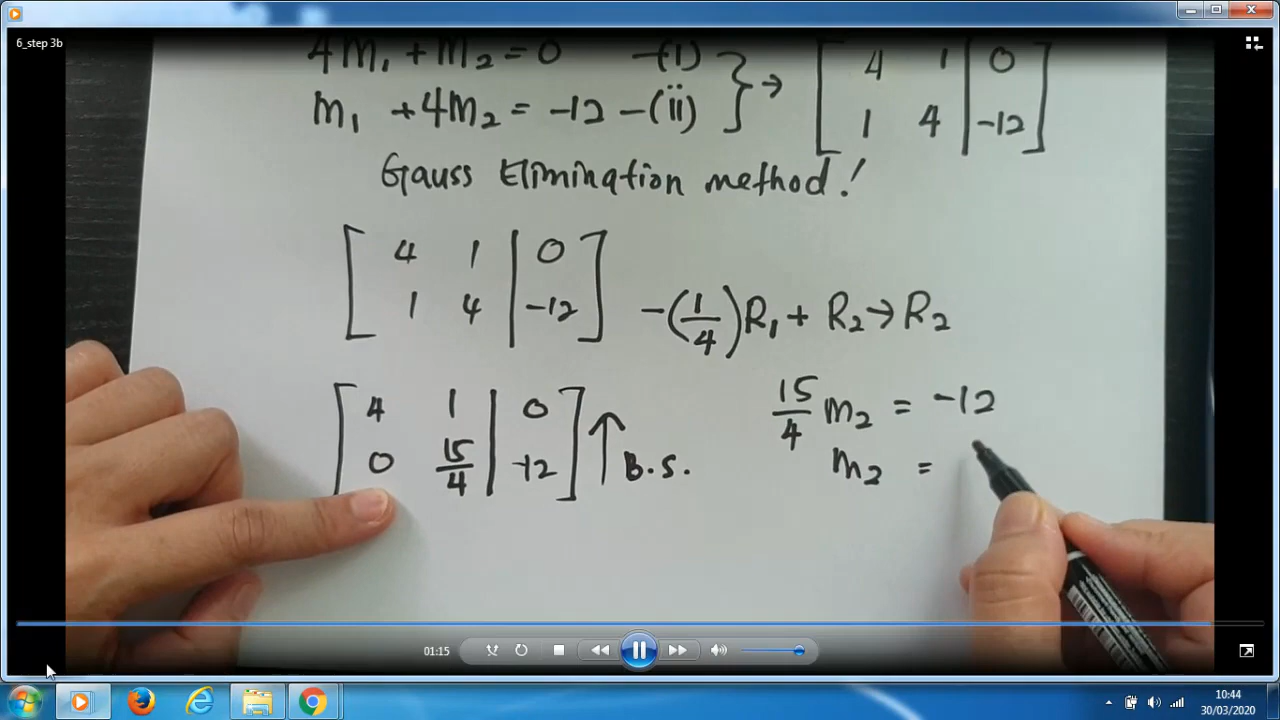 6_step 3b
4m₁ + m₂ = 0 -(i)
m₁ + 4m₂ = -12 -(ii)
} →
[ 4 1 | 0 ]
[ 1 4 | -12 ]
Gauss Elimination method!
[ 4 1 | 0 ]
[ 1 4 | -12 ] -(1/4)R₁ + R₂ → R₂
[ 4 1 | 0 ]
[ 0 15/4 | -12 ] ↑ B.S.
15/4 m₂ = -12
m₂ =
01:15
10:44
30/03/2020